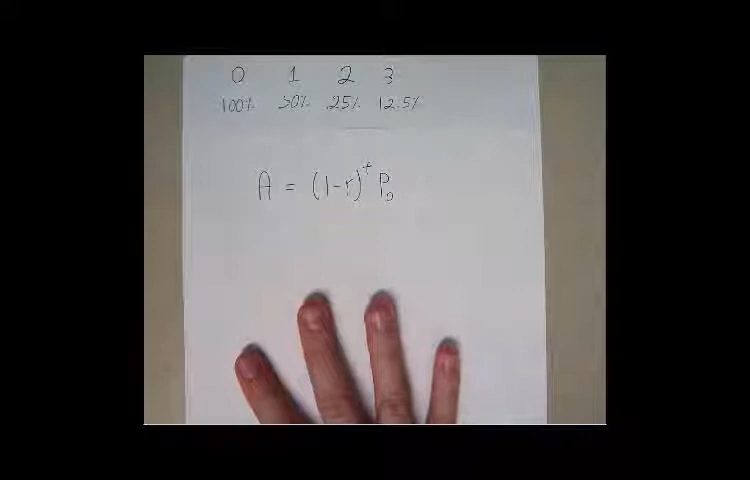 0 1 2 3
100% 50% 25% 12.5%
A = (1-r)^t P₀